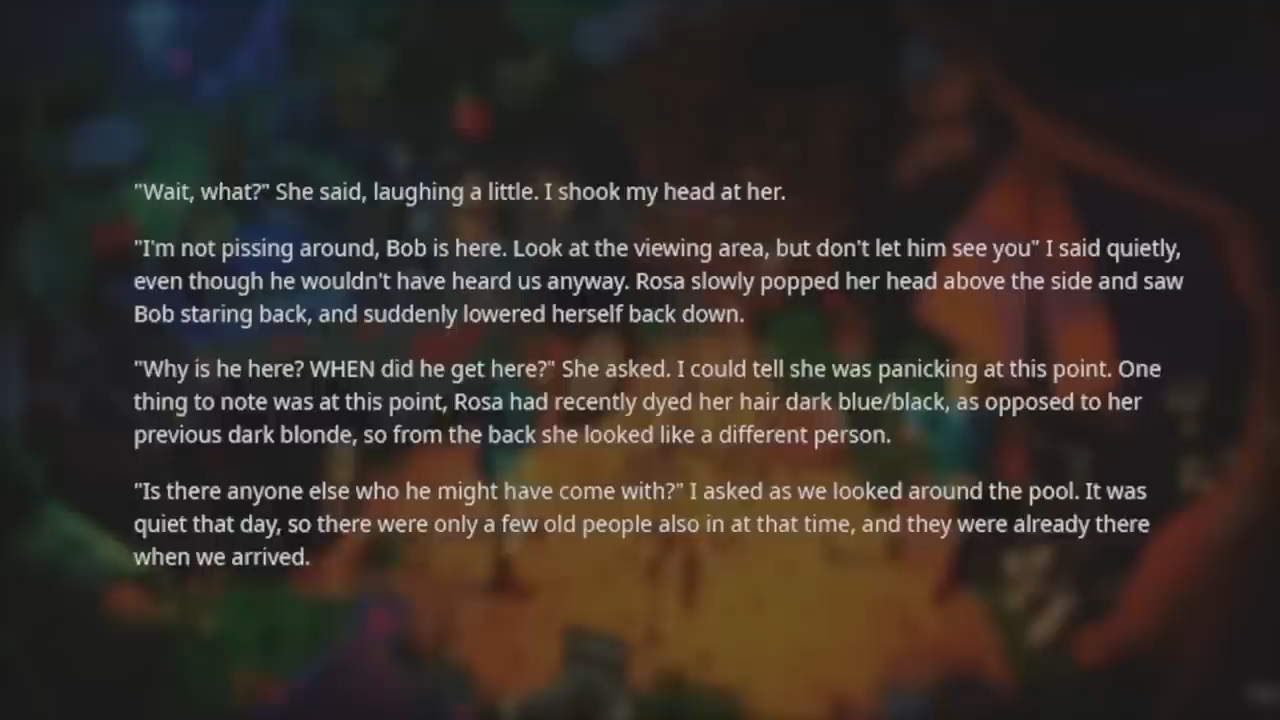 "Wait, what?" She said, laughing a little. I shook my head at her.
"I'm not pissing around, Bob is here. Look at the viewing area, but don't let him see you" I said quietly,
even though he wouldn't have heard us anyway. Rosa slowly popped her head above the side and saw
Bob staring back, and suddenly lowered herself back down.
"Why is he here? WHEN did he get here?" She asked. I could tell she was panicking at this point. One
thing to note was at this point, Rosa had recently dyed her hair dark blue/black, as opposed to her
previous dark blonde, so from the back she looked like a different person.
"Is there anyone else who he might have come with?" I asked as we looked around the pool. It was
quiet that day, so there were only a few old people also in at that time, and they were already there
when we arrived.